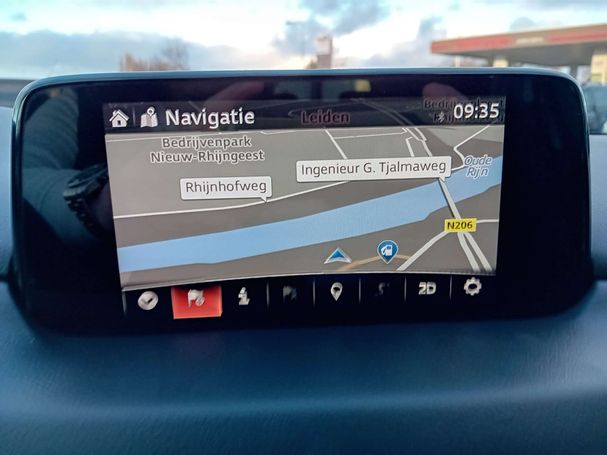 Navigatie
Leiden
09:35
Bedrijvenpark
Nieuw-Rhijngeest
Ingenieur G. Tjalmaweg
Oude
Rijn
Rhijnhofweg
N206
2D